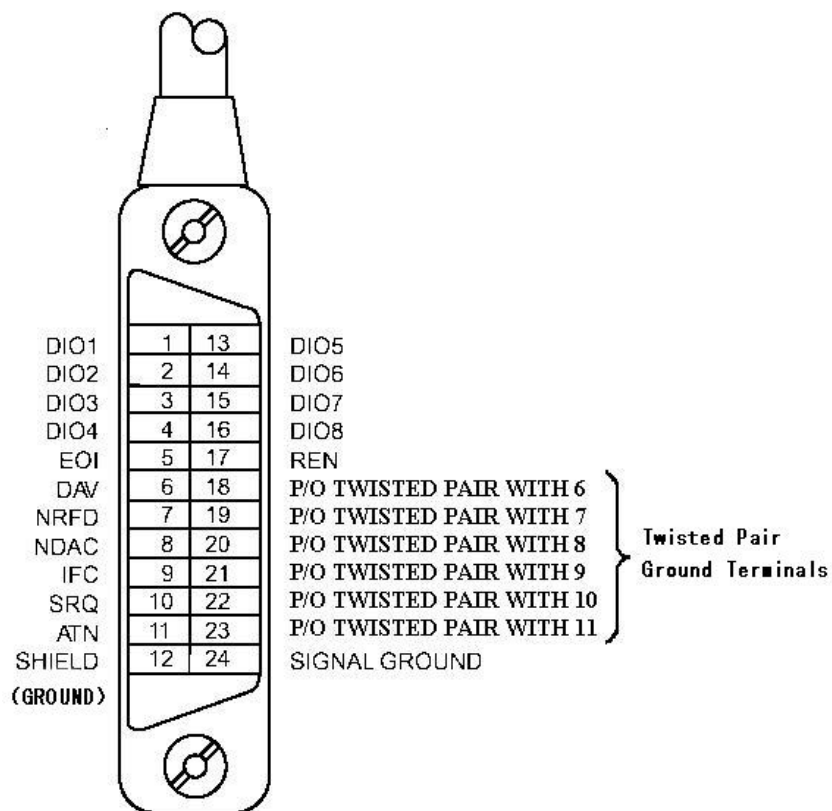 DIO1 1 13 DIO5
DIO2 2 14 DIO6
DIO3 3 15 DIO7
DIO4 4 16 DIO8
EOI 5 17 REN
DAV 6 18 P/O TWISTED PAIR WITH 6
NRFD 7 19 P/O TWISTED PAIR WITH 7
NDAC 8 20 P/O TWISTED PAIR WITH 8
IFC 9 21 P/O TWISTED PAIR WITH 9
SRQ 10 22 P/O TWISTED PAIR WITH 10
ATN 11 23 P/O TWISTED PAIR WITH 11
SHIELD 12 24 SIGNAL GROUND
(GROUND)
Twisted Pair
Ground Terminals